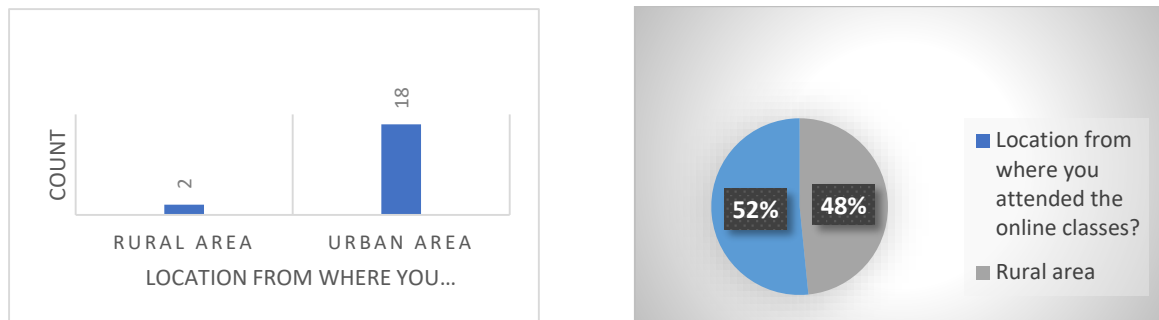 COUNT
2
18
RURAL AREA
URBAN AREA
LOCATION FROM WHERE YOU...
52%
48%
Location from
where you
attended the
online classes?
Rural area